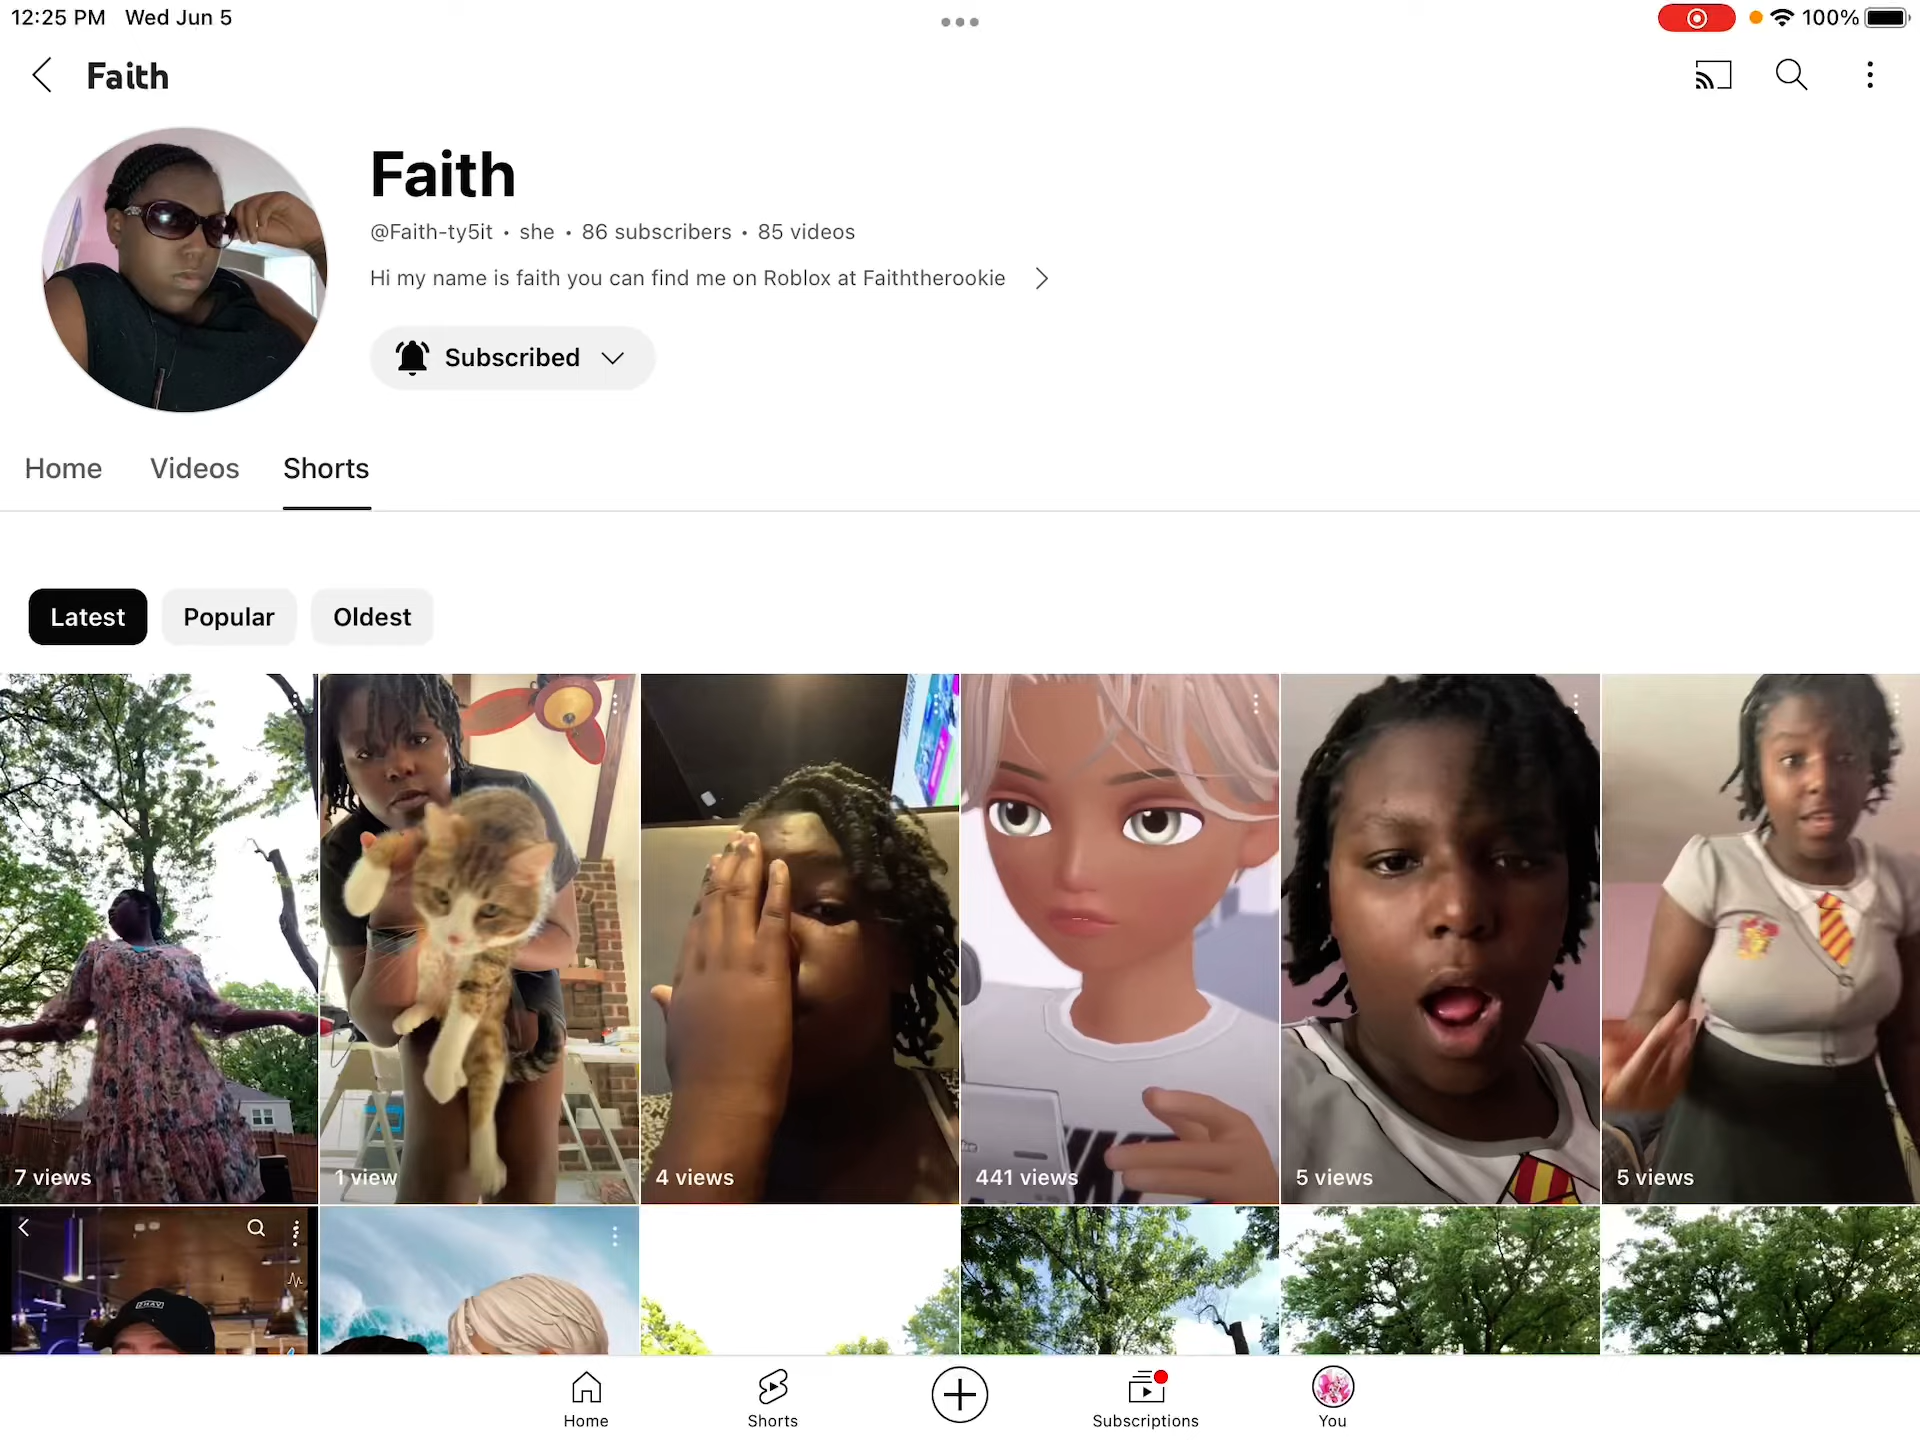 12:25 PM Wed Jun 5
100%
Faith
Faith
@Faith-ty5it • she • 86 subscribers • 85 videos
Hi my name is faith you can find me on Roblox at Faiththerookie
Subscribed
Home Videos Shorts
Latest Popular Oldest
7 views
1 view
4 views
441 views
5 views
5 views
Home
Shorts
Subscriptions
You